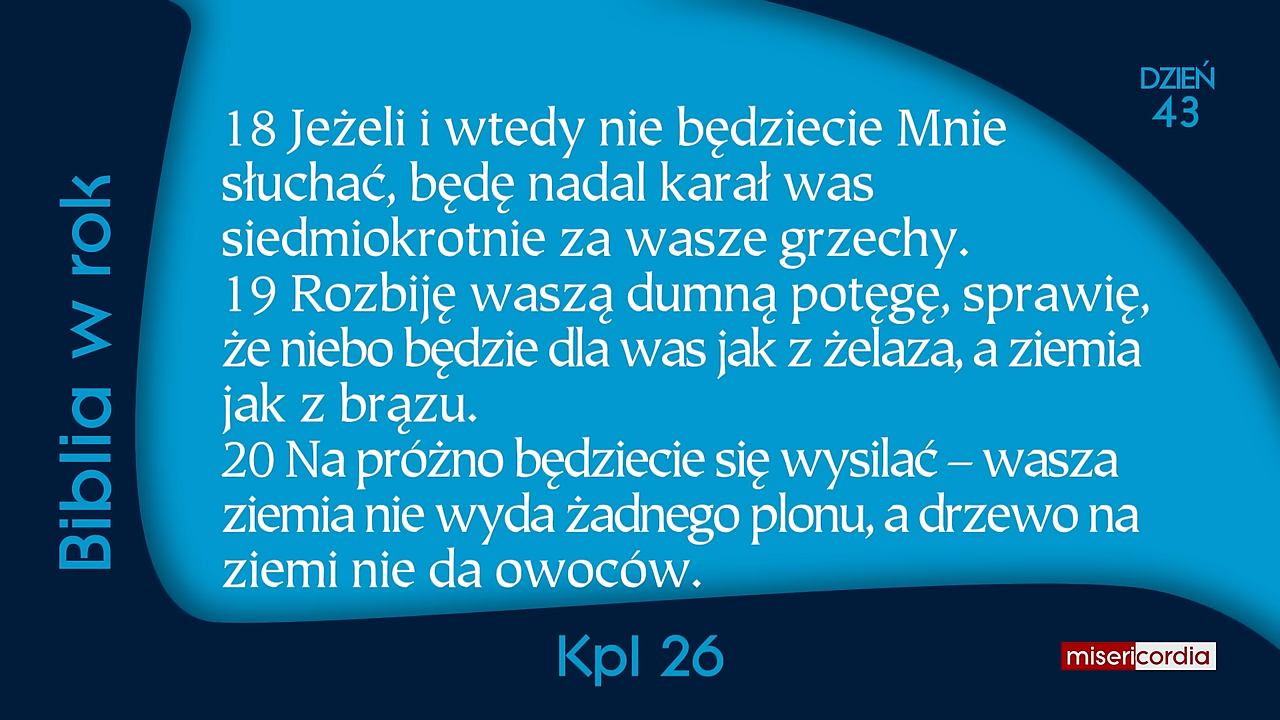 DZIEŃ
43
18 Jeżeli i wtedy nie będziecie Mnie
słuchać, będę nadal karał was
siedmiokrotnie za wasze grzechy.
19 Rozbiję waszą dumną potęgę, sprawię,
że niebo będzie dla was jak z żelaza, a ziemia
jak z brązu.
20 Na próżno będziecie się wysilać – wasza
ziemia nie wyda żadnego plonu, a drzewo na
ziemi nie da owoców.
Biblia w rok
Kpl 26
misericordia